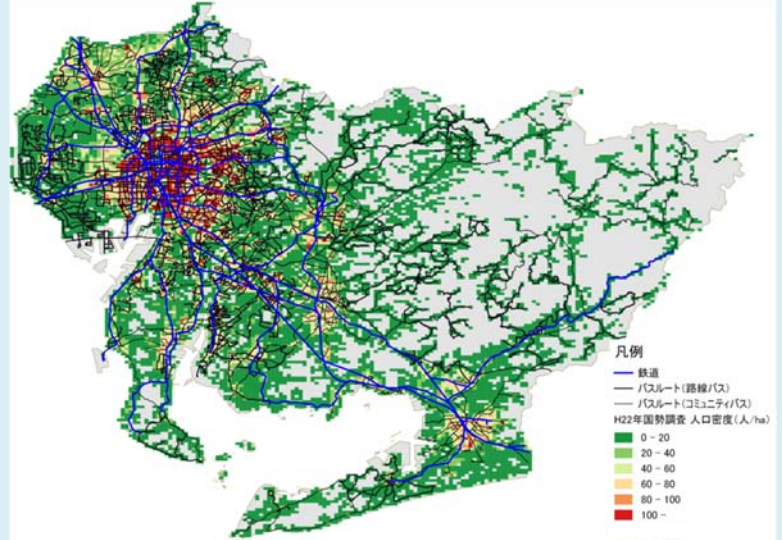 凡例
鉄道
バスルート(路線バス)
バスルート(コミュニティバス)
H22年国勢調査 人口密度(人/ha)
0 - 20
20 - 40
40 - 60
60 - 80
80 - 100
100 -